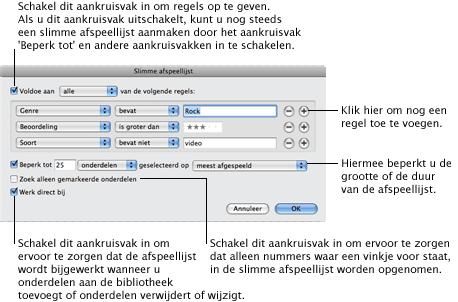 Schakel dit aankruisvak in om regels op te geven.
Als u dit aankruisvak uitschakelt, kunt u nog steeds
een slimme afspeellijst aanmaken door het aankruisvak
'Beperk tot' en andere aankruisvakken in te schakelen.
Slimme afspeellijst
Voldoe aan alle van de volgende regels:
Genre bevat Rock
Beoordeling is groter dan ★★★
Soort bevat niet video
Klik hier om nog een
regel toe te voegen.
Beperk tot 25 onderdelen geselecteerd op meest afgespeeld
Zoek alleen gemarkeerde onderdelen
Werk direct bij
Hiermee beperkt u de
grootte of de duur
van de afspeellijst.
Annuleer OK
Schakel dit aankruisvak in om
ervoor te zorgen dat de afspeellijst
wordt bijgewerkt wanneer u
onderdelen aan de bibliotheek
toevoegt of onderdelen verwijdert of wijzigt.
Schakel dit aankruisvak in om ervoor te zorgen
dat alleen nummers waar een vinkje voor staat,
in de slimme afspeellijst worden opgenomen.